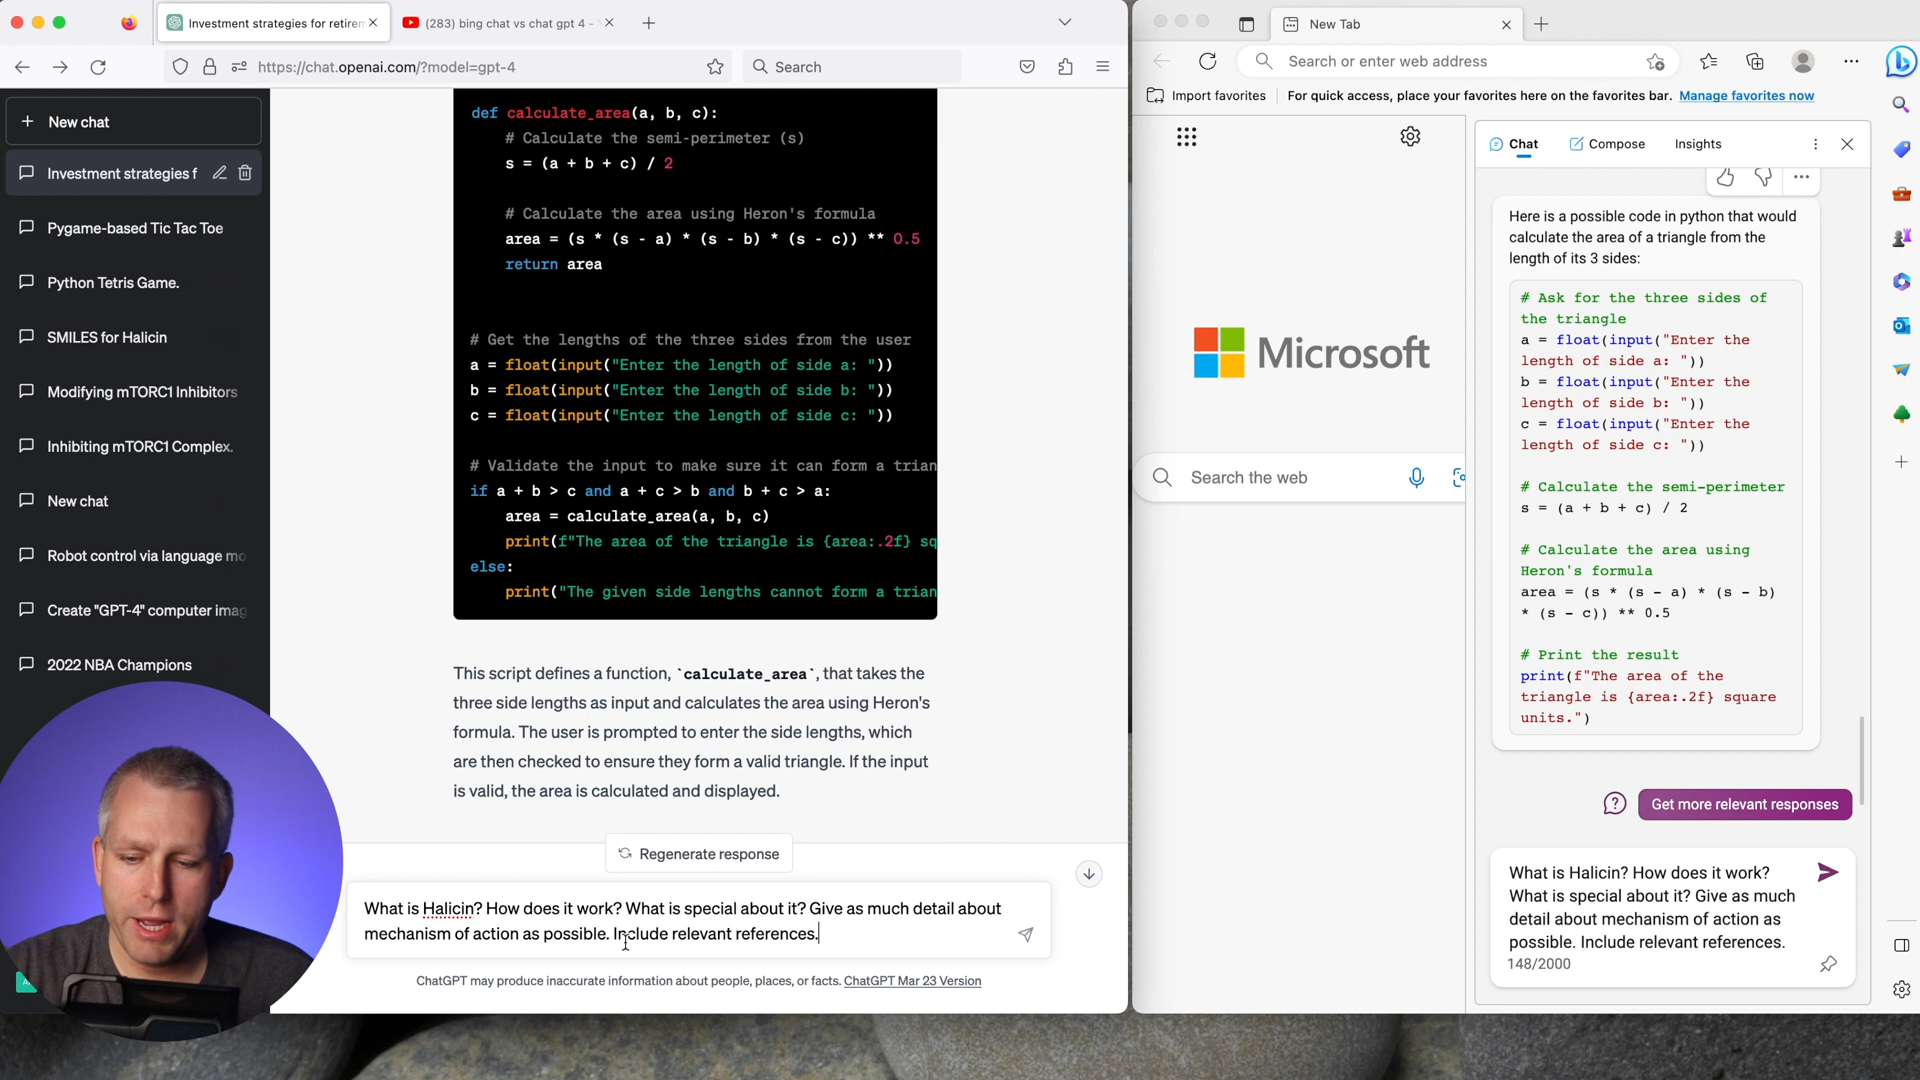 Investment strategies for retirem
(283) bing chat vs chat gpt 4 -
https://chat.openai.com/?model=gpt-4
Search
New chat
Investment strategies f
Pygame-based Tic Tac Toe
Python Tetris Game.
SMILES for Halicin
Modifying mTORC1 Inhibitors
Inhibiting mTORC1 Complex.
New chat
Robot control via language mo
Create "GPT-4" computer imag
2022 NBA Champions
def calculate_area(a, b, c):
# Calculate the semi-perimeter (s)
s = (a + b + c) / 2
# Calculate the area using Heron's formula
area = (s * (s - a) * (s - b) * (s - c)) ** 0.5
return area
# Get the lengths of the three sides from the user
a = float(input("Enter the length of side a: "))
b = float(input("Enter the length of side b: "))
c = float(input("Enter the length of side c: "))
# Validate the input to make sure it can form a trian
if a + b > c and a + c > b and b + c > a:
area = calculate_area(a, b, c)
print(f"The area of the triangle is {area:.2f} sq
else:
print("The given side lengths cannot form a trian
This script defines a function, `calculate_area`, that takes the
three side lengths as input and calculates the area using Heron's
formula. The user is prompted to enter the side lengths, which
are then checked to ensure they form a valid triangle. If the input
is valid, the area is calculated and displayed.
Regenerate response
What is Halicin? How does it work? What is special about it? Give as much detail about
mechanism of action as possible. Include relevant references.
ChatGPT may produce inaccurate information about people, places, or facts. ChatGPT Mar 23 Version
New Tab
Search or enter web address
Import favorites
For quick access, place your favorites here on the favorites bar. Manage favorites now
Microsoft
Search the web
Chat
Compose
Insights
Here is a possible code in python that would
calculate the area of a triangle from the
length of its 3 sides:
# Ask for the three sides of
the triangle
a = float(input("Enter the
length of side a: "))
b = float(input("Enter the
length of side b: "))
c = float(input("Enter the
length of side c: "))
# Calculate the semi-perimeter
s = (a + b + c) / 2
# Calculate the area using
Heron's formula
area = (s * (s - a) * (s - b)
* (s - c)) ** 0.5
# Print the result
print(f"The area of the
triangle is {area:.2f} square
units.")
Get more relevant responses
What is Halicin? How does it work?
What is special about it? Give as much
detail about mechanism of action as
possible. Include relevant references.
148/2000